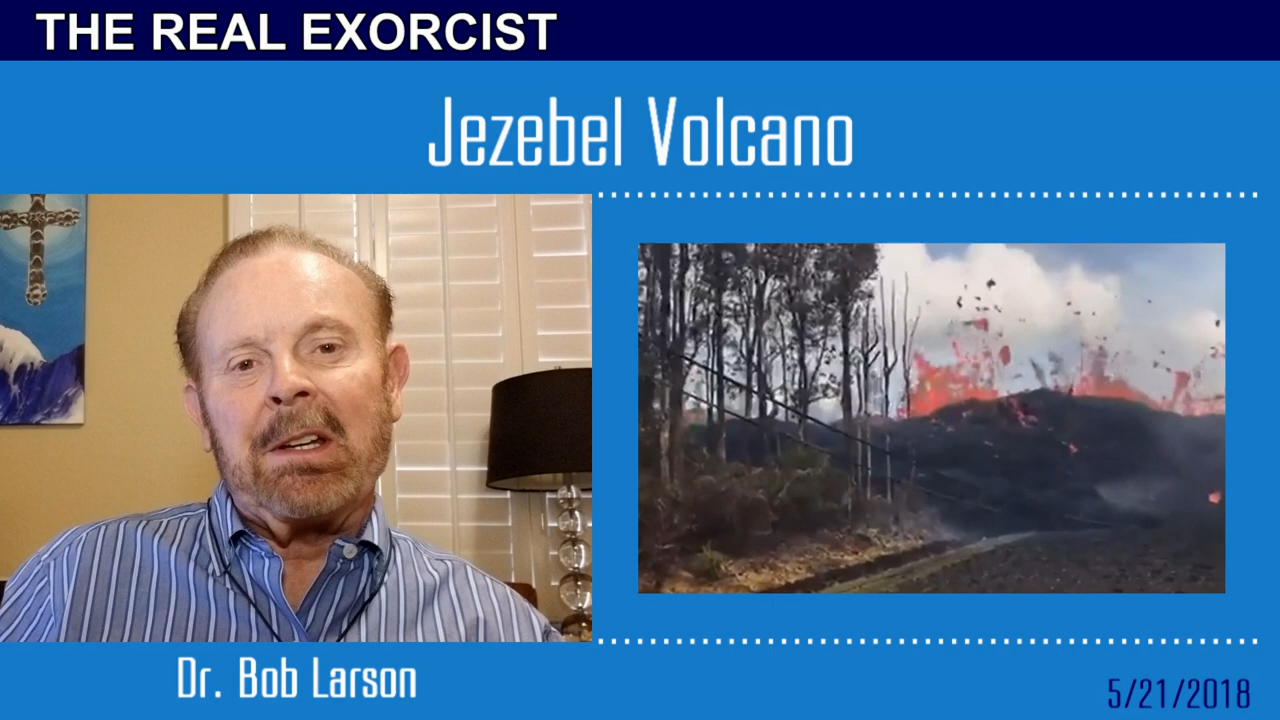 THE REAL EXORCIST
Jezebel Volcano
Dr. Bob Larson
5/21/2018